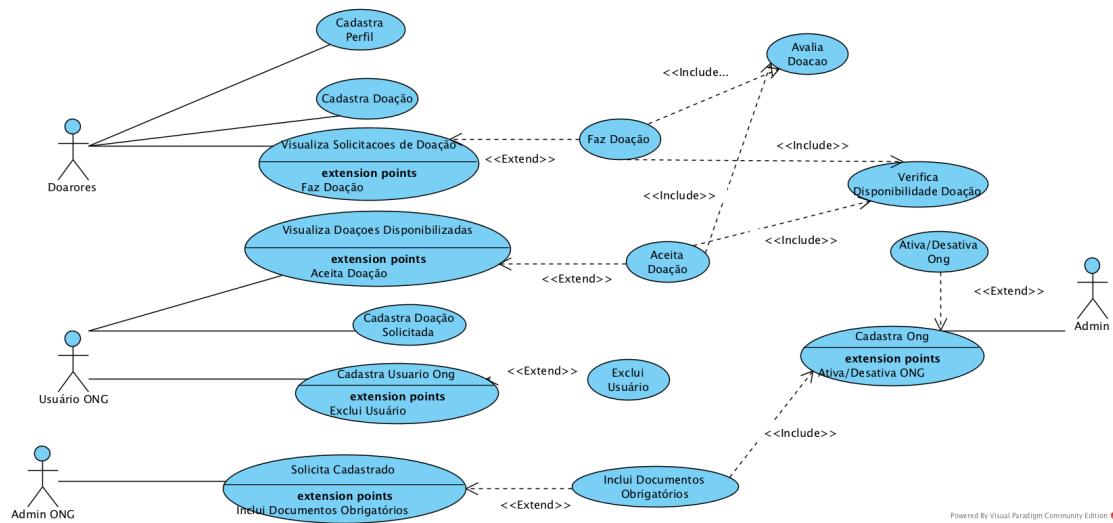 Cadastra
Perfil
Avalia
Doacao
<<Include...
Cadastra Doação
Visualiza Solicitacoes de Doação
extension points
Faz Doação
<<Extend>>
Faz Doação
<<Include>>
Doarores
Verifica
Disponibilidade Doação
<<Include>>
Visualiza Doaçoes Disponibilizadas
extension points
Aceita Doação
<<Extend>>
Aceita
Doação
<<Include>>
Ativa/Desativa
Ong
<<Extend>>
Admin
Cadastra Doação
Solicitada
Cadastra Ong
extension points
Ativa/Desativa ONG
Usuário ONG
Cadastra Usuario Ong
extension points
Exclui Usuário
<<Extend>>
Exclui
Usuário
<<Include>>
Admin ONG
Solicita Cadastrado
extension points
Inclui Documentos Obrigatórios
<<Extend>>
Inclui Documentos
Obrigatórios
Powered By Visual Paradigm Community Edition